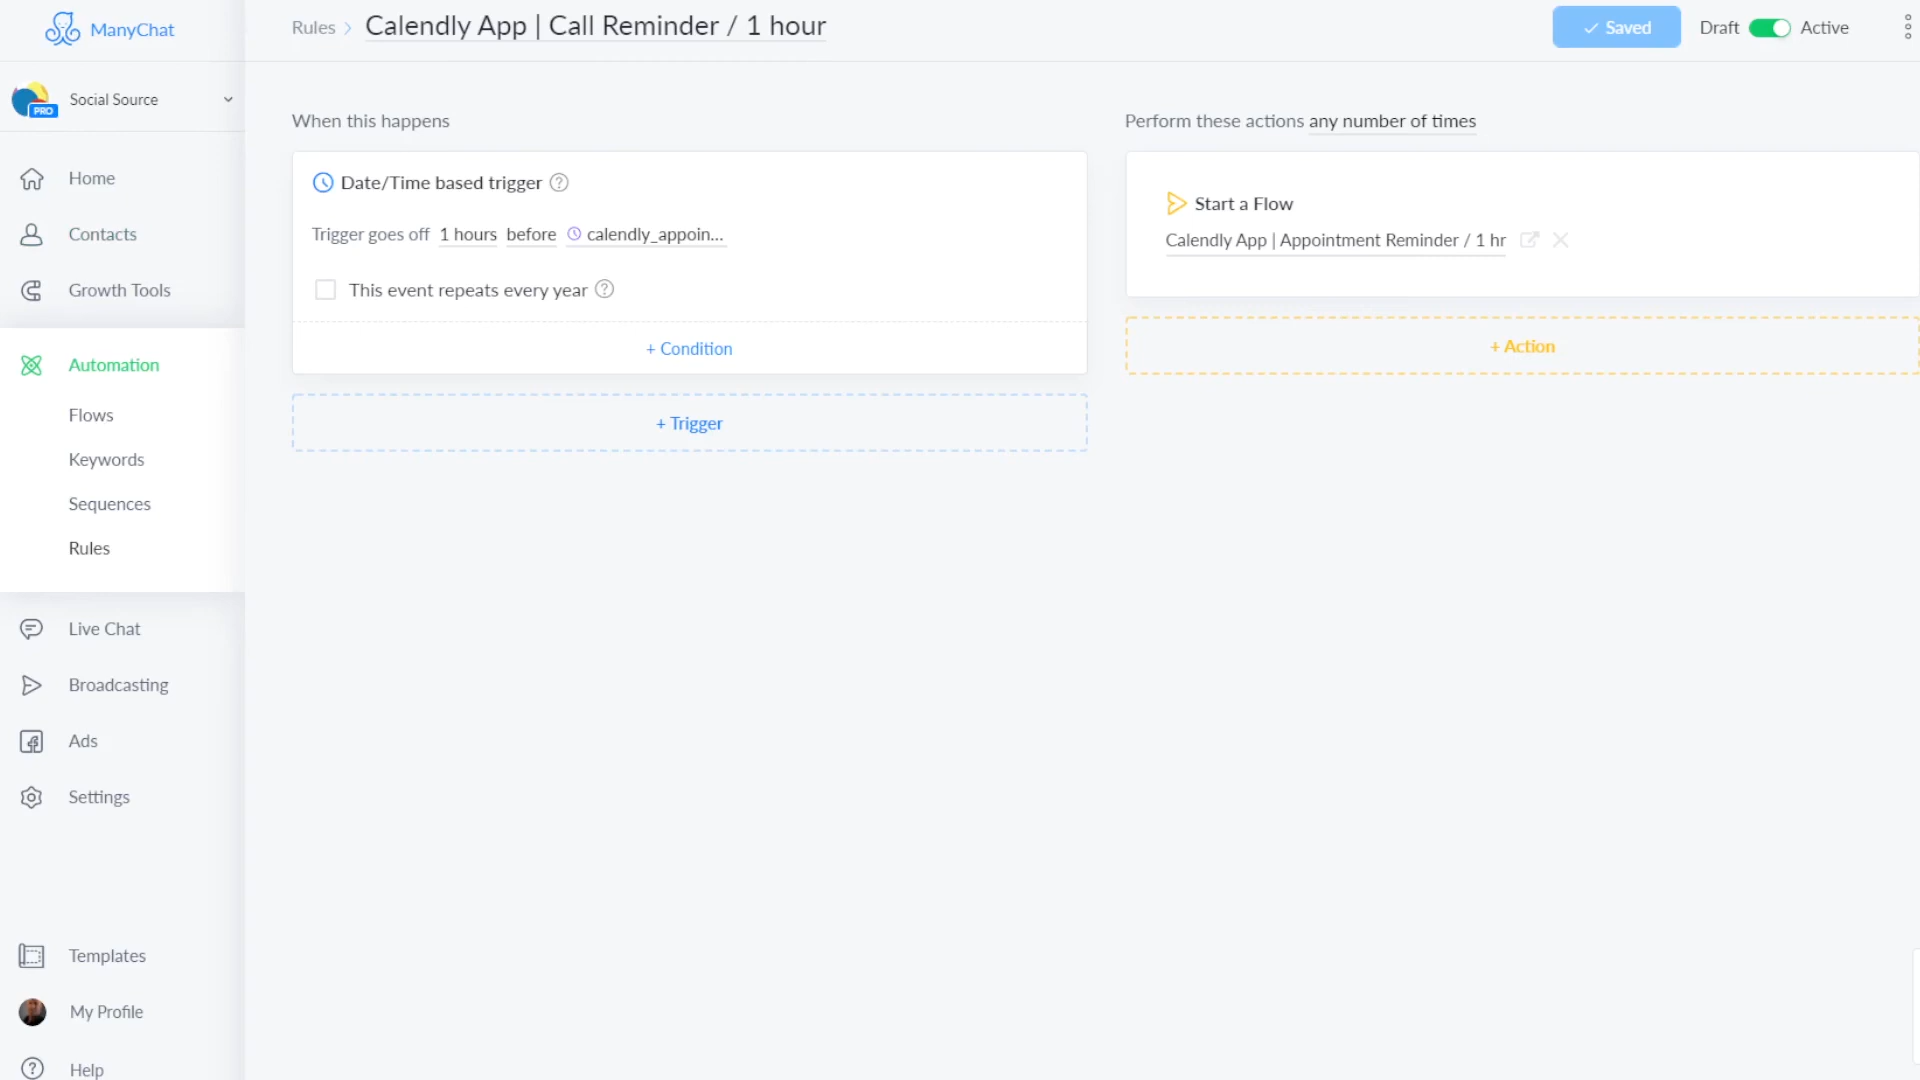 ManyChat
Rules
Calendly App | Call Reminder / 1 hour
Saved
Draft
Active
PRO
Social Source
Home
Contacts
Growth Tools
Automation
Flows
Keywords
Sequences
Rules
Live Chat
Broadcasting
Ads
Settings
Templates
My Profile
Help
When this happens
Date/Time based trigger ?
Trigger goes off 1 hours before calendly_appoin...
This event repeats every year ?
+ Condition
+ Trigger
Perform these actions any number of times
Start a Flow
Calendly App | Appointment Reminder / 1 hr
+ Action